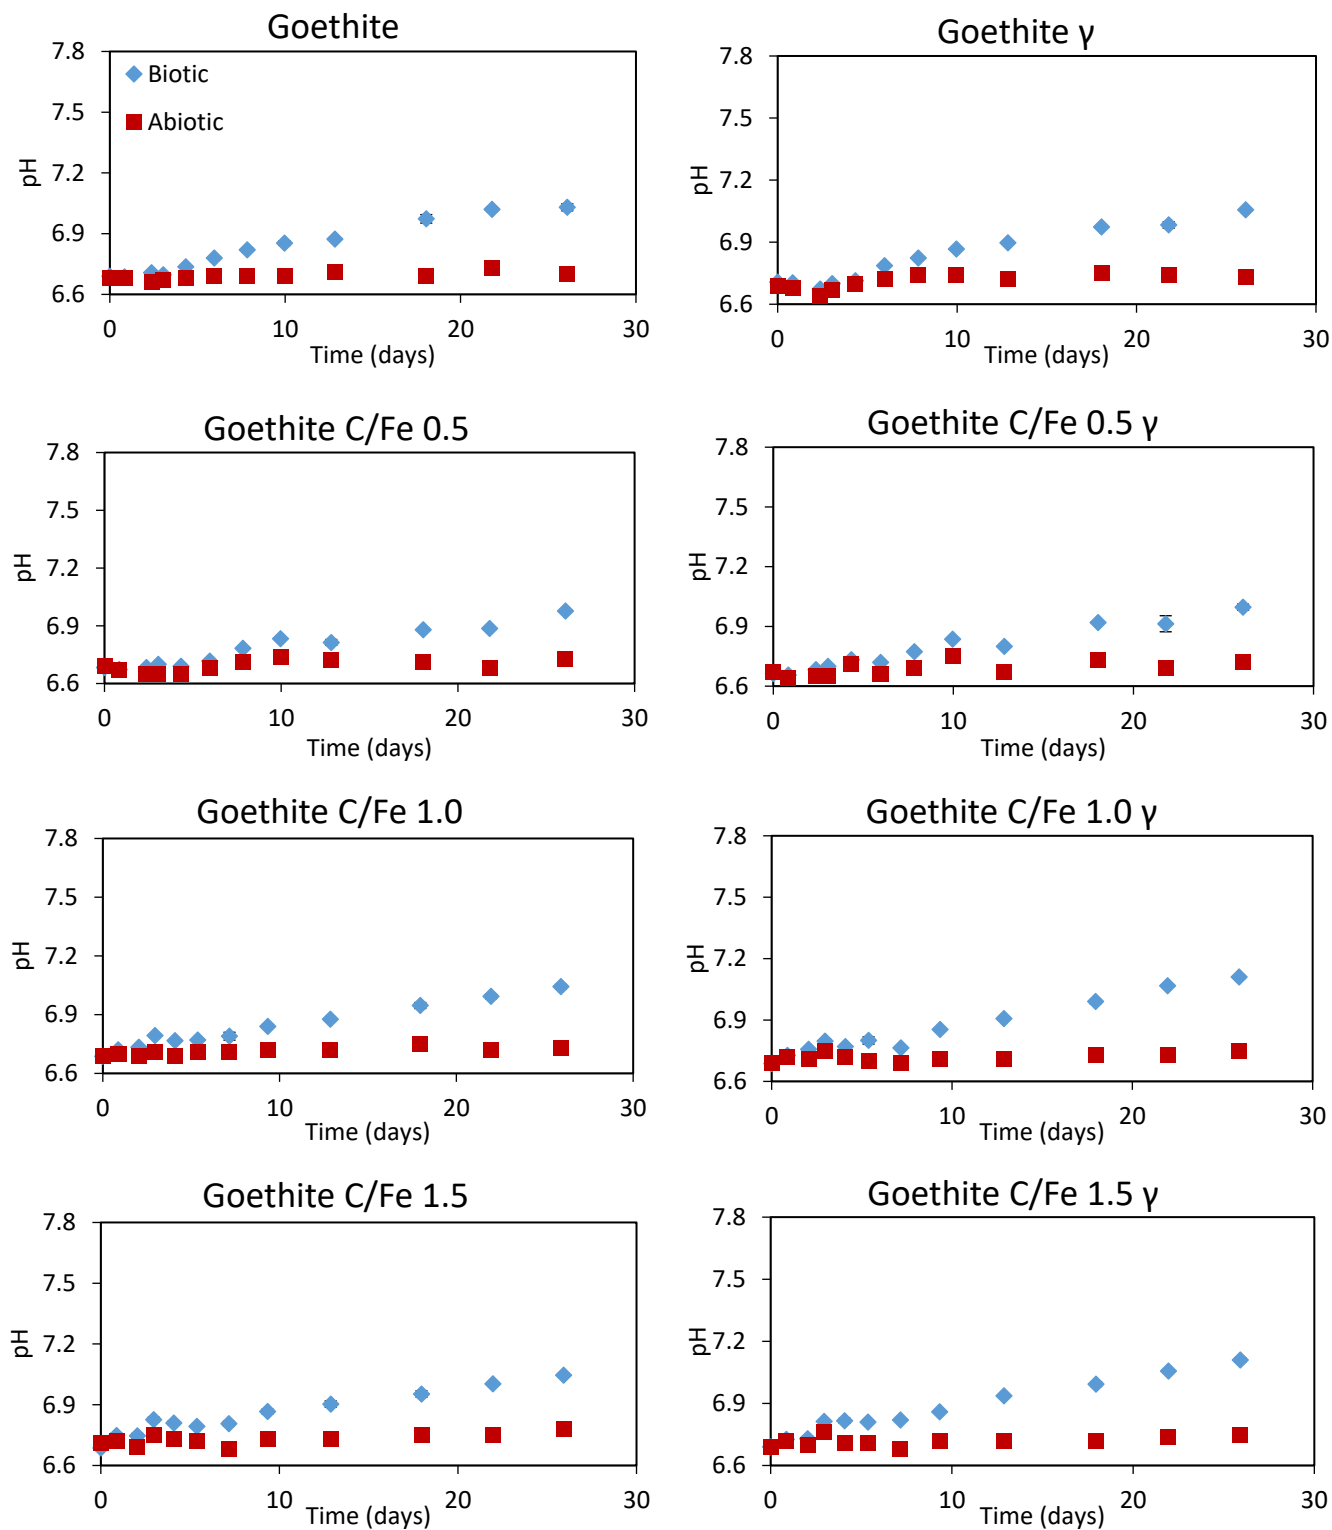 Goethite
7.8
7.5
7.2
6.9
6.6
pH
Biotic
Abiotic
0 10 20 30
Time (days)
Goethite γ
7.8
7.5
7.2
6.9
6.6
pH
0 10 20 30
Time (days)
Goethite C/Fe 0.5
7.8
7.5
7.2
6.9
6.6
pH
0 10 20 30
Time (days)
Goethite C/Fe 0.5 γ
7.8
7.5
7.2
6.9
6.6
pH
0 10 20 30
Time (days)
Goethite C/Fe 1.0
7.8
7.5
7.2
6.9
6.6
pH
0 10 20 30
Time (days)
Goethite C/Fe 1.0 γ
7.8
7.5
7.2
6.9
6.6
pH
0 10 20 30
Time (days)
Goethite C/Fe 1.5
7.8
7.5
7.2
6.9
6.6
pH
0 10 20 30
Time (days)
Goethite C/Fe 1.5 γ
7.8
7.5
7.2
6.9
6.6
pH
0 10 20 30
Time (days)